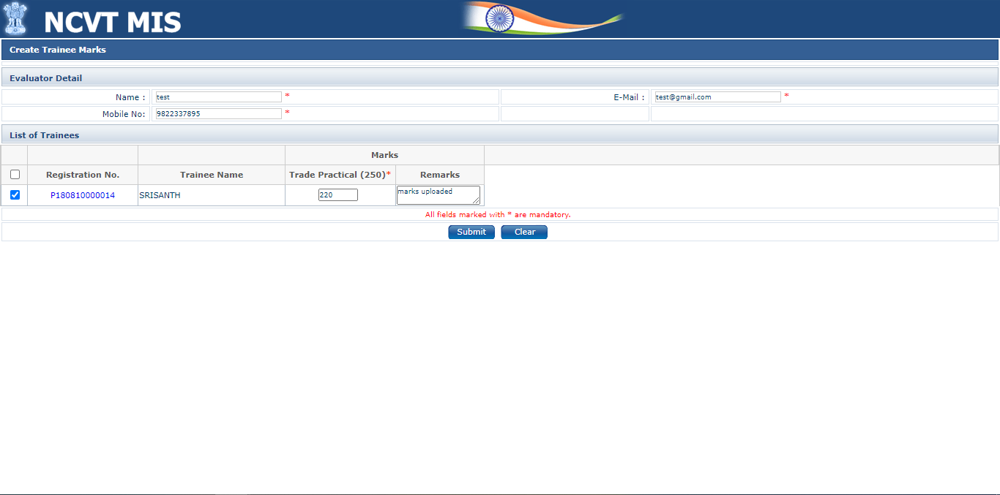 NCVT MIS
Create Trainee Marks
Evaluator Detail
Name : test * E-Mail : test@gmail.com *
Mobile No: 9822337895 *
List of Trainees
Marks
Registration No. Trainee Name Trade Practical (250)* Remarks
P180810000014 SRISANTH 220 marks uploaded
All fields marked with * are mandatory.
Submit Clear